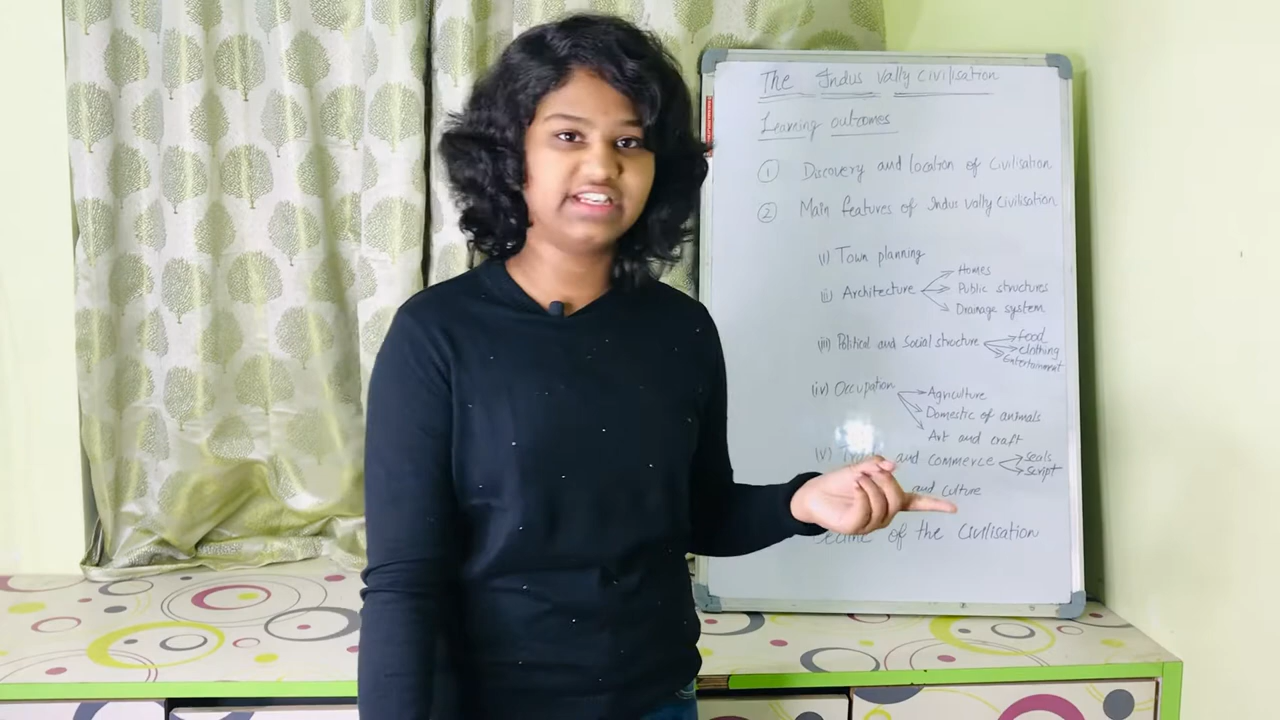 The Indus Vally Civilisation
Learning outcomes
① Discovery and location of Civilisation
② Main features of Indus Vally Civilisation
(i) Town planning
(ii) Architecture
Homes
Public structures
Drainage system
(iii) Political and Social structure
food
clothing
Entertainment
(iv) Occupation
Agriculture
Domestic of animals
Art and craft
(v) and commerce
Seals
Script
and culture
of the Civilisation